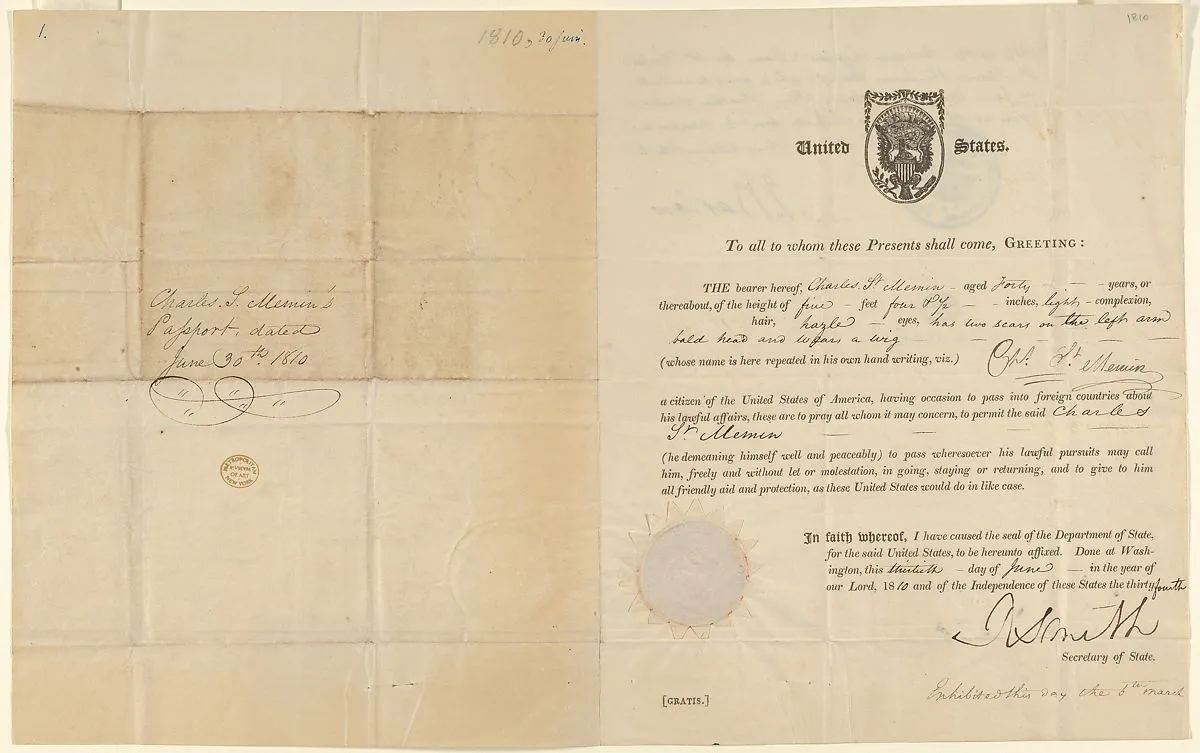 1.
1810, 30 juin.
Charles. S. Memin's
Passport, dated
June 30th. 1810
METROPOLITAN
MUSEUM
OF ART
NEW YORK
1810
United States.
To all to whom these Presents shall come, GREETING:
THE bearer hereof, Charles St Memin - aged Forty - years, or
thereabout, of the height of five - feet four & ½ - inches, light - complexion,
hair, hazle - eyes, has two scars on the left arm
bald head and wears a wig
(whose name is here repeated in his own hand writing, viz.) Chs. St. Memin
a citizen of the United States of America, having occasion to pass into foreign countries about
his lawful affairs, these are to pray all whom it may concern, to permit the said Charles
St. Memin
(he demeaning himself well and peaceably) to pass wheresoever his lawful pursuits may call
him, freely and without let or molestation, in going, staying or returning, and to give to him
all friendly aid and protection, as these United States would do in like case.
In faith whereof, I have caused the seal of the Department of State,
for the said United States, to be hereunto affixed. Done at Wash-
ington, this thirtieth - day of June - in the year of
our Lord, 1810 and of the Independence of these States the thirty fourth
R Smith
Secretary of State.
Exhibited this day the 6th march
[GRATIS.]